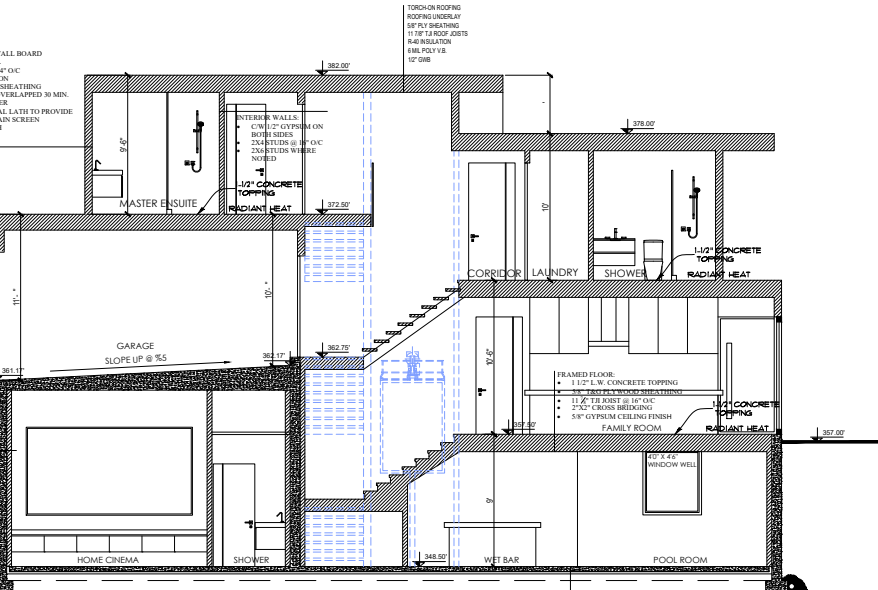 TORCH-ON ROOFING
ROOFING UNDERLAY
5/8" PLY SHEATHING
11 7/8" TJI ROOF JOISTS
R-40 INSULATION
6 MIL POLY V.B.
1/2" GWB
ALL BOARD
4" O/C
ON
SHEATHING
VERLAPPED 30 MIN.
ER
AL LATH TO PROVIDE
AIN SCREEN
382.00'
378.00'
INTERIOR WALLS:
C/W 1/2" GYPSUM ON
BOTH SIDES
2X4 STUDS @ 16" O/C
2X6 STUDS WHERE
NOTED
9'-6"
1-1/2" CONCRETE
TOPPING
MASTER ENSUITE
RADIANT HEAT
372.50'
10'
1-1/2" CONCRETE
TOPPING
CORRIDOR
LAUNDRY
SHOWER
RADIANT HEAT
11'-
10'-
GARAGE
SLOPE UP @ %5
361.17'
362.17'
362.75'
10'-6"
FRAMED FLOOR:
1 1/2" L.W. CONCRETE TOPPING
5/8" T&G PLYWOOD SHEATHING
TJI JOIST @ 16" O/C
2"X2" CROSS BRIDGING
5/8" GYPSUM CEILING FINISH
1-1/2" CONCRETE
TOPPING
357.50'
FAMILY ROOM
RADIANT HEAT
357.00'
4'0" X 4'6"
WINDOW WELL
9'
HOME CINEMA
SHOWER
348.50'
WET BAR
POOL ROOM